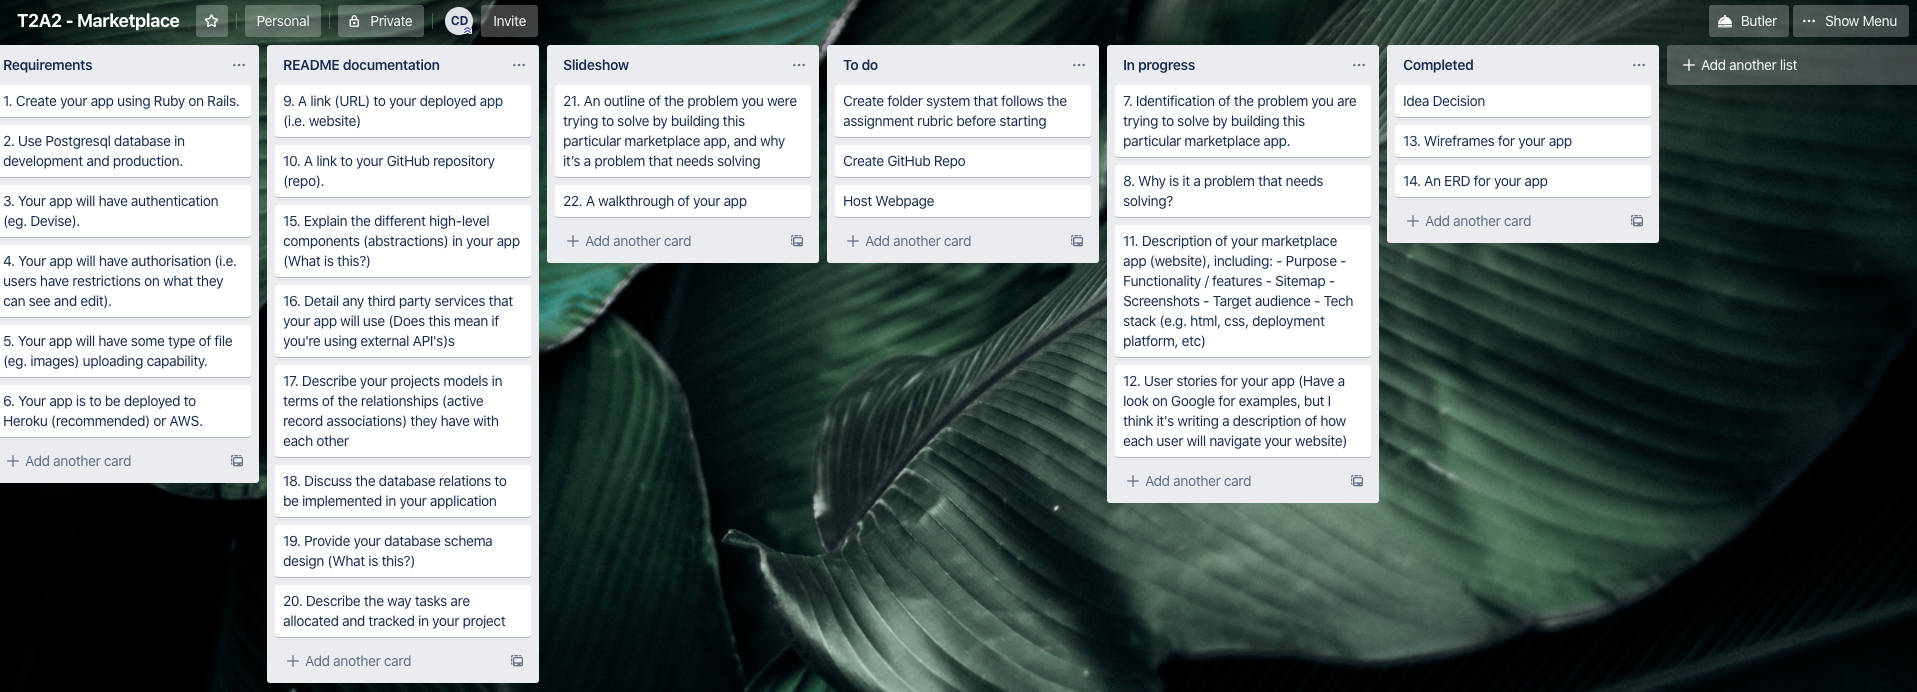 T2A2 - Marketplace
Personal
Private
CD
Invite
Butler
Show Menu
Requirements
1. Create your app using Ruby on Rails.
2. Use Postgresql database in
development and production.
3. Your app will have authentication
(eg. Devise).
4. Your app will have authorisation (i.e.
users have restrictions on what they
can see and edit).
5. Your app will have some type of file
(eg. images) uploading capability.
6. Your app is to be deployed to
Heroku (recommended) or AWS.
Add another card
README documentation
9. A link (URL) to your deployed app
(i.e. website)
10. A link to your GitHub repository
(repo).
15. Explain the different high-level
components (abstractions) in your app
(What is this?)
16. Detail any third party services that
your app will use (Does this mean if
you're using external API's)s
17. Describe your projects models in
terms of the relationships (active
record associations) they have with
each other
18. Discuss the database relations to
be implemented in your application
19. Provide your database schema
design (What is this?)
20. Describe the way tasks are
allocated and tracked in your project
Add another card
Slideshow
21. An outline of the problem you were
trying to solve by building this
particular marketplace app, and why
it’s a problem that needs solving
22. A walkthrough of your app
Add another card
To do
Create folder system that follows the
assignment rubric before starting
Create GitHub Repo
Host Webpage
Add another card
In progress
7. Identification of the problem you are
trying to solve by building this
particular marketplace app.
8. Why is it a problem that needs
solving?
11. Description of your marketplace
app (website), including: - Purpose -
Functionality / features - Sitemap -
Screenshots - Target audience - Tech
stack (e.g. html, css, deployment
platform, etc)
12. User stories for your app (Have a
look on Google for examples, but I
think it's writing a description of how
each user will navigate your website)
Add another card
Completed
Idea Decision
13. Wireframes for your app
14. An ERD for your app
Add another card
Add another list